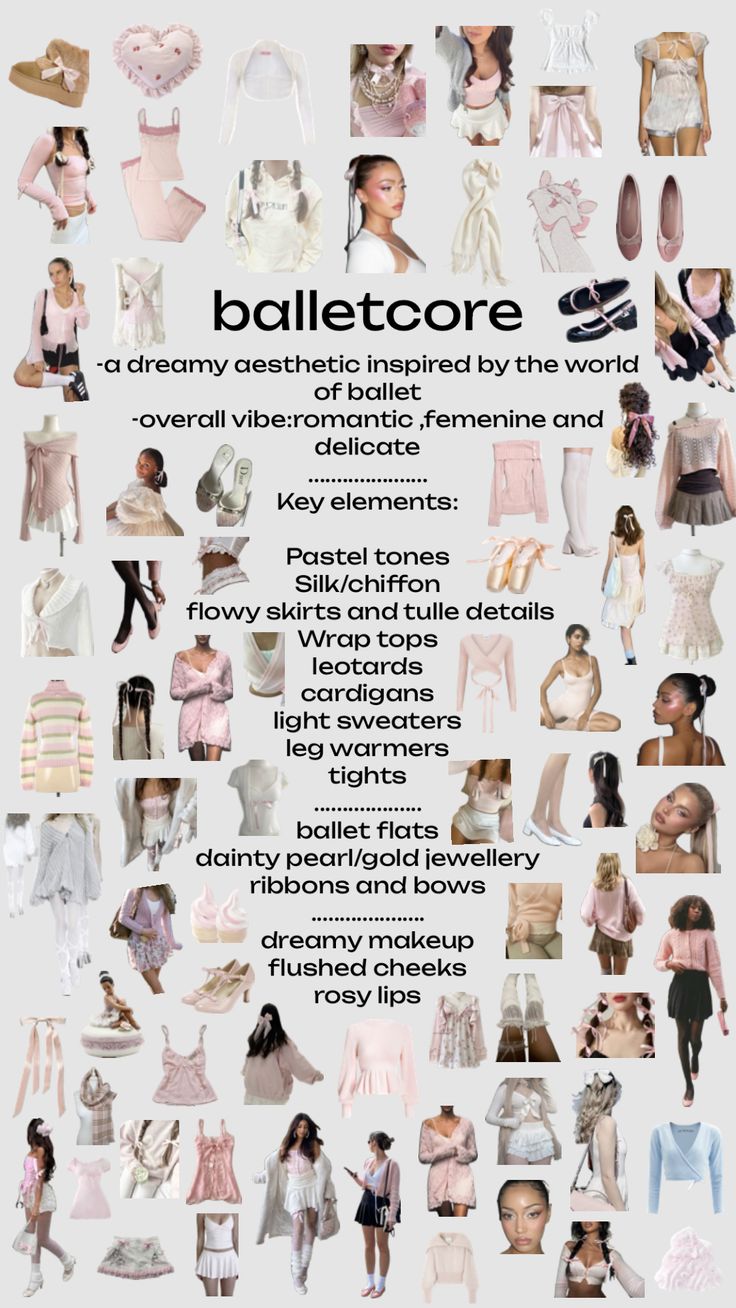 balletcore
-a dreamy aesthetic inspired by the world
of ballet
-overall vibe:romantic ,femenine and
delicate
.....................
Key elements:
Pastel tones
Silk/chiffon
flowy skirts and tulle details
Wrap tops
leotards
cardigans
light sweaters
leg warmers
tights
...................
ballet flats
dainty pearl/gold jewellery
ribbons and bows
....................
dreamy makeup
flushed cheeks
rosy lips